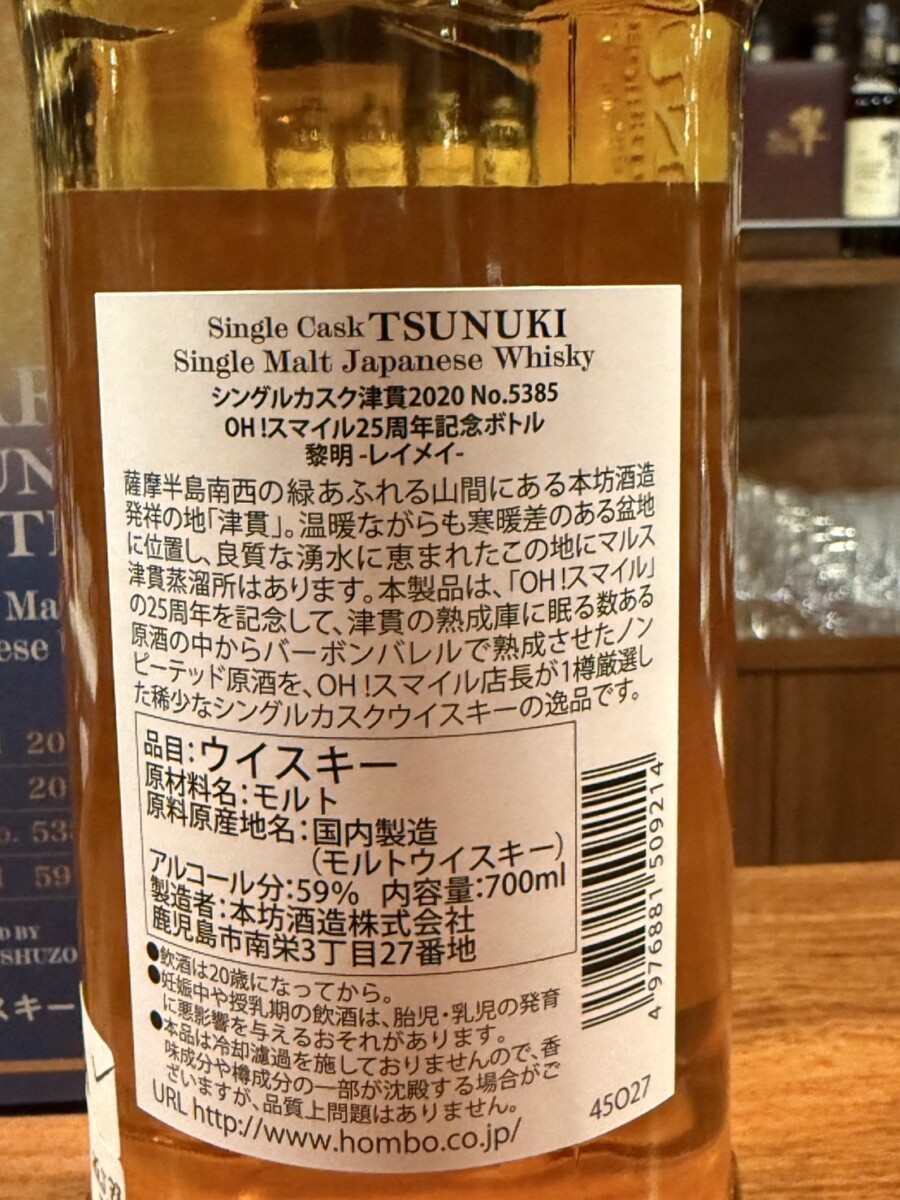 Single Cask TSUNUKI
Single Malt Japanese Whisky
シングルカスク津貫2020 No.5385
OH!スマイル25周年記念ボトル
黎明 -レイメイ-
薩摩半島南西の緑あふれる山間にある本坊酒造
発祥の地「津貫」。温暖ながらも寒暖差のある盆地
に位置し、良質な湧水に恵まれたこの地にマルス
津貫蒸溜所はあります。本製品は、「OH!スマイル」
の25周年を記念して、津貫の熟成庫に眠る数ある
原酒の中からバーボンバレルで熟成させたノン
ピーテッド原酒を、OH!スマイル店長が1樽厳選し
た稀少なシングルカスクウイスキーの逸品です。
品目:ウイスキー
原材料名:モルト
原料原産地名:国内製造
(モルトウイスキー)
アルコール分:59% 内容量:700ml
製造者:本坊酒造株式会社
鹿児島市南栄3丁目27番地
●飲酒は20歳になってから。
●妊娠中や授乳期の飲酒は、胎児・乳児の発育
に悪影響を与えるおそれがあります。
●本品は冷却濾過を施しておりませんので、香
味成分や樽成分の一部が沈殿する場合がご
ざいますが、品質上問題はありません。
URL http://www.hombo.co.jp/
45027
4 976881 509214
20
20
59
スキー